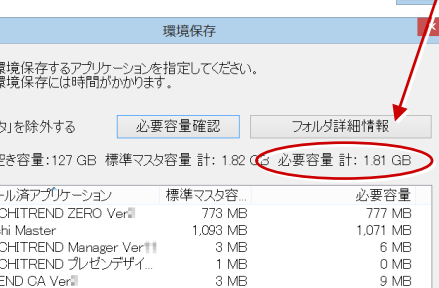 環境保存
環境保存するアプリケーションを指定してください。
環境保存には時間がかかります。
タ」を除外する 必要容量確認 フォルダ詳細情報
空き容量:127 GB 標準マスタ容量 計: 1.82 GB 必要容量 計: 1.81 GB
ール済アプリケーション 標準マスタ容... 必要容量
CHITREND ZERO Ver 773 MB 777 MB
hi Master 1,093 MB 1,071 MB
CHITREND Manager Ver 3 MB 6 MB
CHITREND プレゼンデザイ... 1 MB 0 MB
END CA Ver 3 MB 9 MB